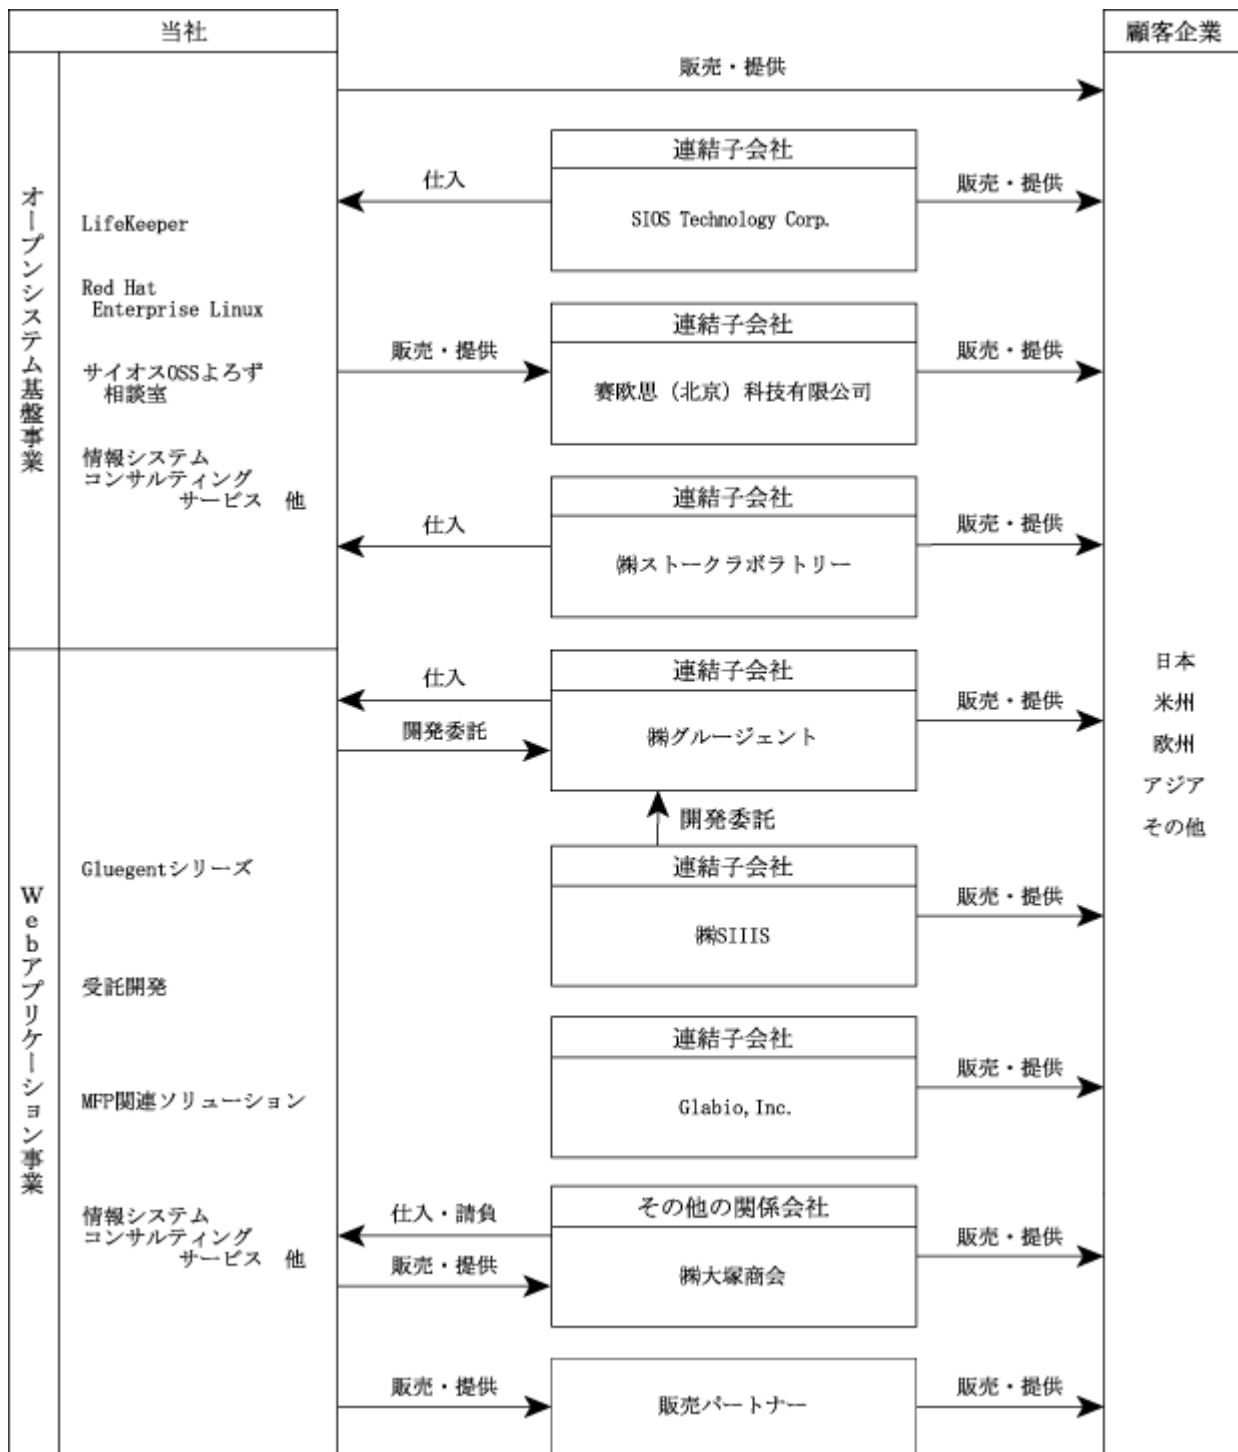 当社
顧客企業
オープンシステム基盤事業
LifeKeeper
Red Hat
Enterprise Linux
サイオスOSSよろず
相談室
情報システム
コンサルティング
サービス　他
販売・提供
連結子会社
仕入
販売・提供
SIOS Technology Corp.
連結子会社
販売・提供
販売・提供
賽欧思（北京）科技有限公司
連結子会社
仕入
販売・提供
㈱ストークラボラトリー
Webアプリケーション事業
Gluegentシリーズ
受託開発
MFP関連ソリューション
情報システム
コンサルティング
サービス　他
連結子会社
仕入
販売・提供
開発委託
㈱グルージェント
開発委託
連結子会社
販売・提供
㈱SIIIS
連結子会社
販売・提供
Glabio,Inc.
その他の関係会社
仕入・請負
販売・提供
販売・提供
㈱大塚商会
販売・提供
販売パートナー
販売・提供
日本
米州
欧州
アジア
その他